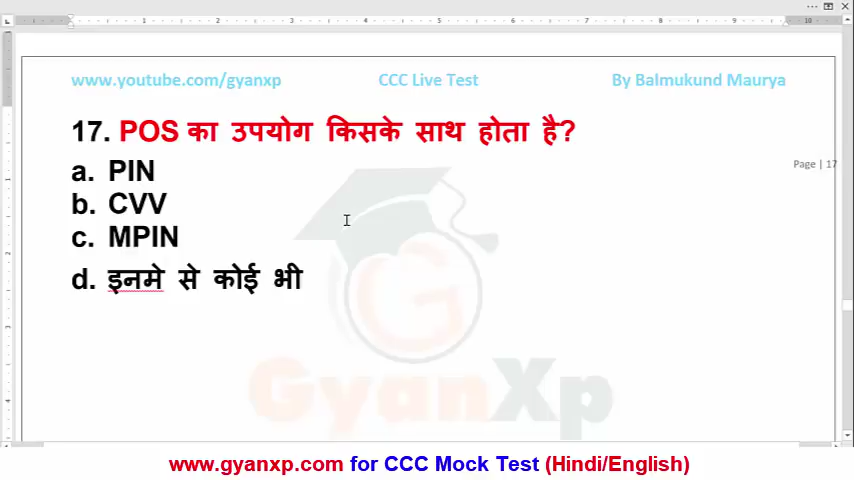 www.youtube.com/gyanxp CCC Live Test By Balmukund Maurya
17. POS का उपयोग किसके साथ होता है?
Page | 17
a. PIN
b. CVV
c. MPIN
d. इनमे से कोई भी
GyanXp
www.gyanxp.com for CCC Mock Test (Hindi/English)